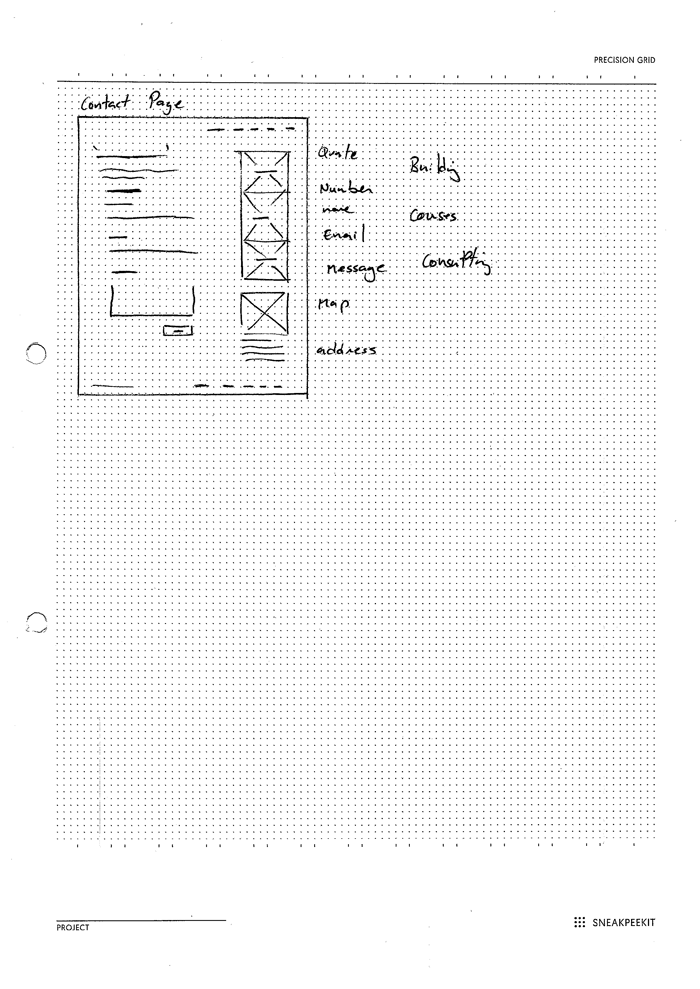 PRECISION GRID
Contact Page
Quote
Building
Number
name
Courses
Email
Consulting
message
Map
address
PROJECT
SNEAKPEEKIT